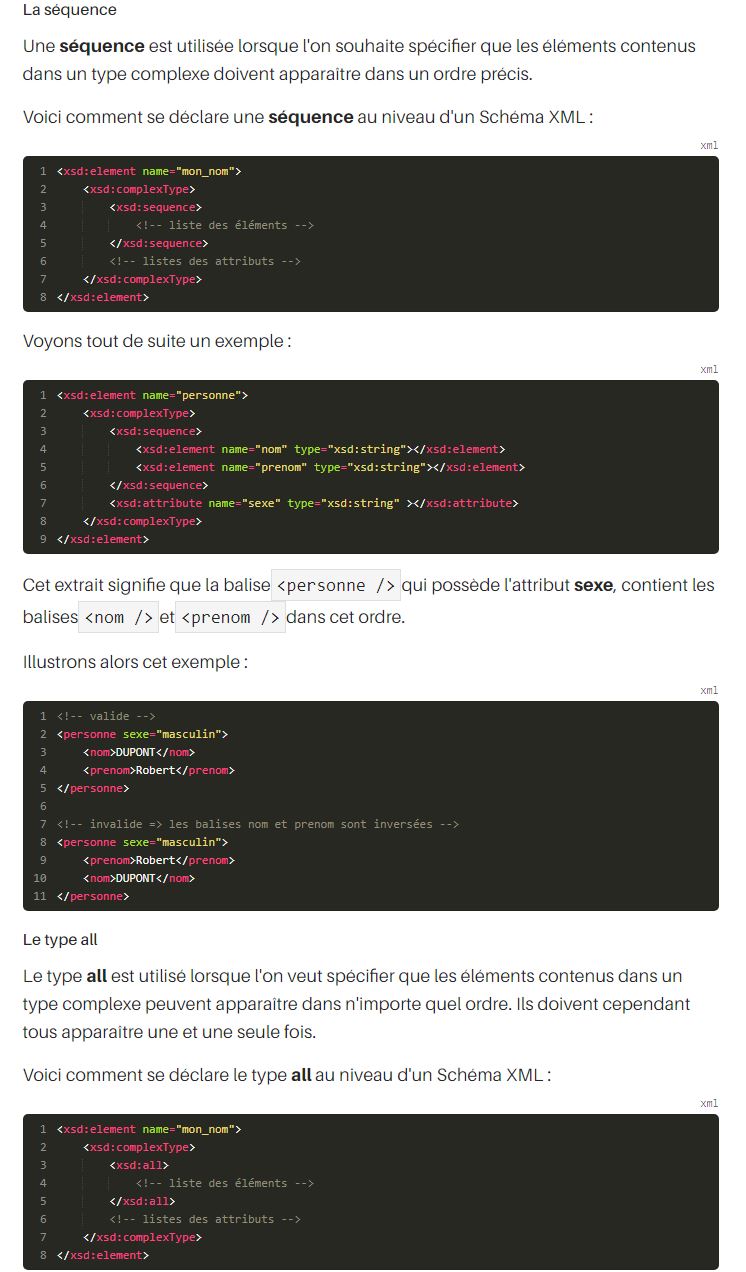 La séquence
Une séquence est utilisée lorsque l'on souhaite spécifier que les éléments contenus
dans un type complexe doivent apparaître dans un ordre précis.
Voici comment se déclare une séquence au niveau d'un Schéma XML :
xml
1 <xsd:element name="mon_nom">
2     <xsd:complexType>
3         <xsd:sequence>
4             <!-- liste des éléments -->
5         </xsd:sequence>
6         <!-- listes des attributs -->
7     </xsd:complexType>
8 </xsd:element>
Voyons tout de suite un exemple :
xml
1 <xsd:element name="personne">
2     <xsd:complexType>
3         <xsd:sequence>
4             <xsd:element name="nom" type="xsd:string"></xsd:element>
5             <xsd:element name="prenom" type="xsd:string"></xsd:element>
6         </xsd:sequence>
7         <xsd:attribute name="sexe" type="xsd:string" ></xsd:attribute>
8     </xsd:complexType>
9 </xsd:element>
Cet extrait signifie que la balise <personne /> qui possède l'attribut sexe, contient les
balises <nom /> et <prenom /> dans cet ordre.
Illustrons alors cet exemple :
xml
1 <!-- valide -->
2 <personne sexe="masculin">
3     <nom>DUPONT</nom>
4     <prenom>Robert</prenom>
5 </personne>
6
7 <!-- invalide => les balises nom et prenom sont inversées -->
8 <personne sexe="masculin">
9     <prenom>Robert</prenom>
10     <nom>DUPONT</nom>
11 </personne>
Le type all
Le type all est utilisé lorsque l'on veut spécifier que les éléments contenus dans un
type complexe peuvent apparaître dans n'importe quel ordre. Ils doivent cependant
tous apparaître une et une seule fois.
Voici comment se déclare le type all au niveau d'un Schéma XML :
xml
1 <xsd:element name="mon_nom">
2     <xsd:complexType>
3         <xsd:all>
4             <!-- liste des éléments -->
5         </xsd:all>
6         <!-- listes des attributs -->
7     </xsd:complexType>
8 </xsd:element>